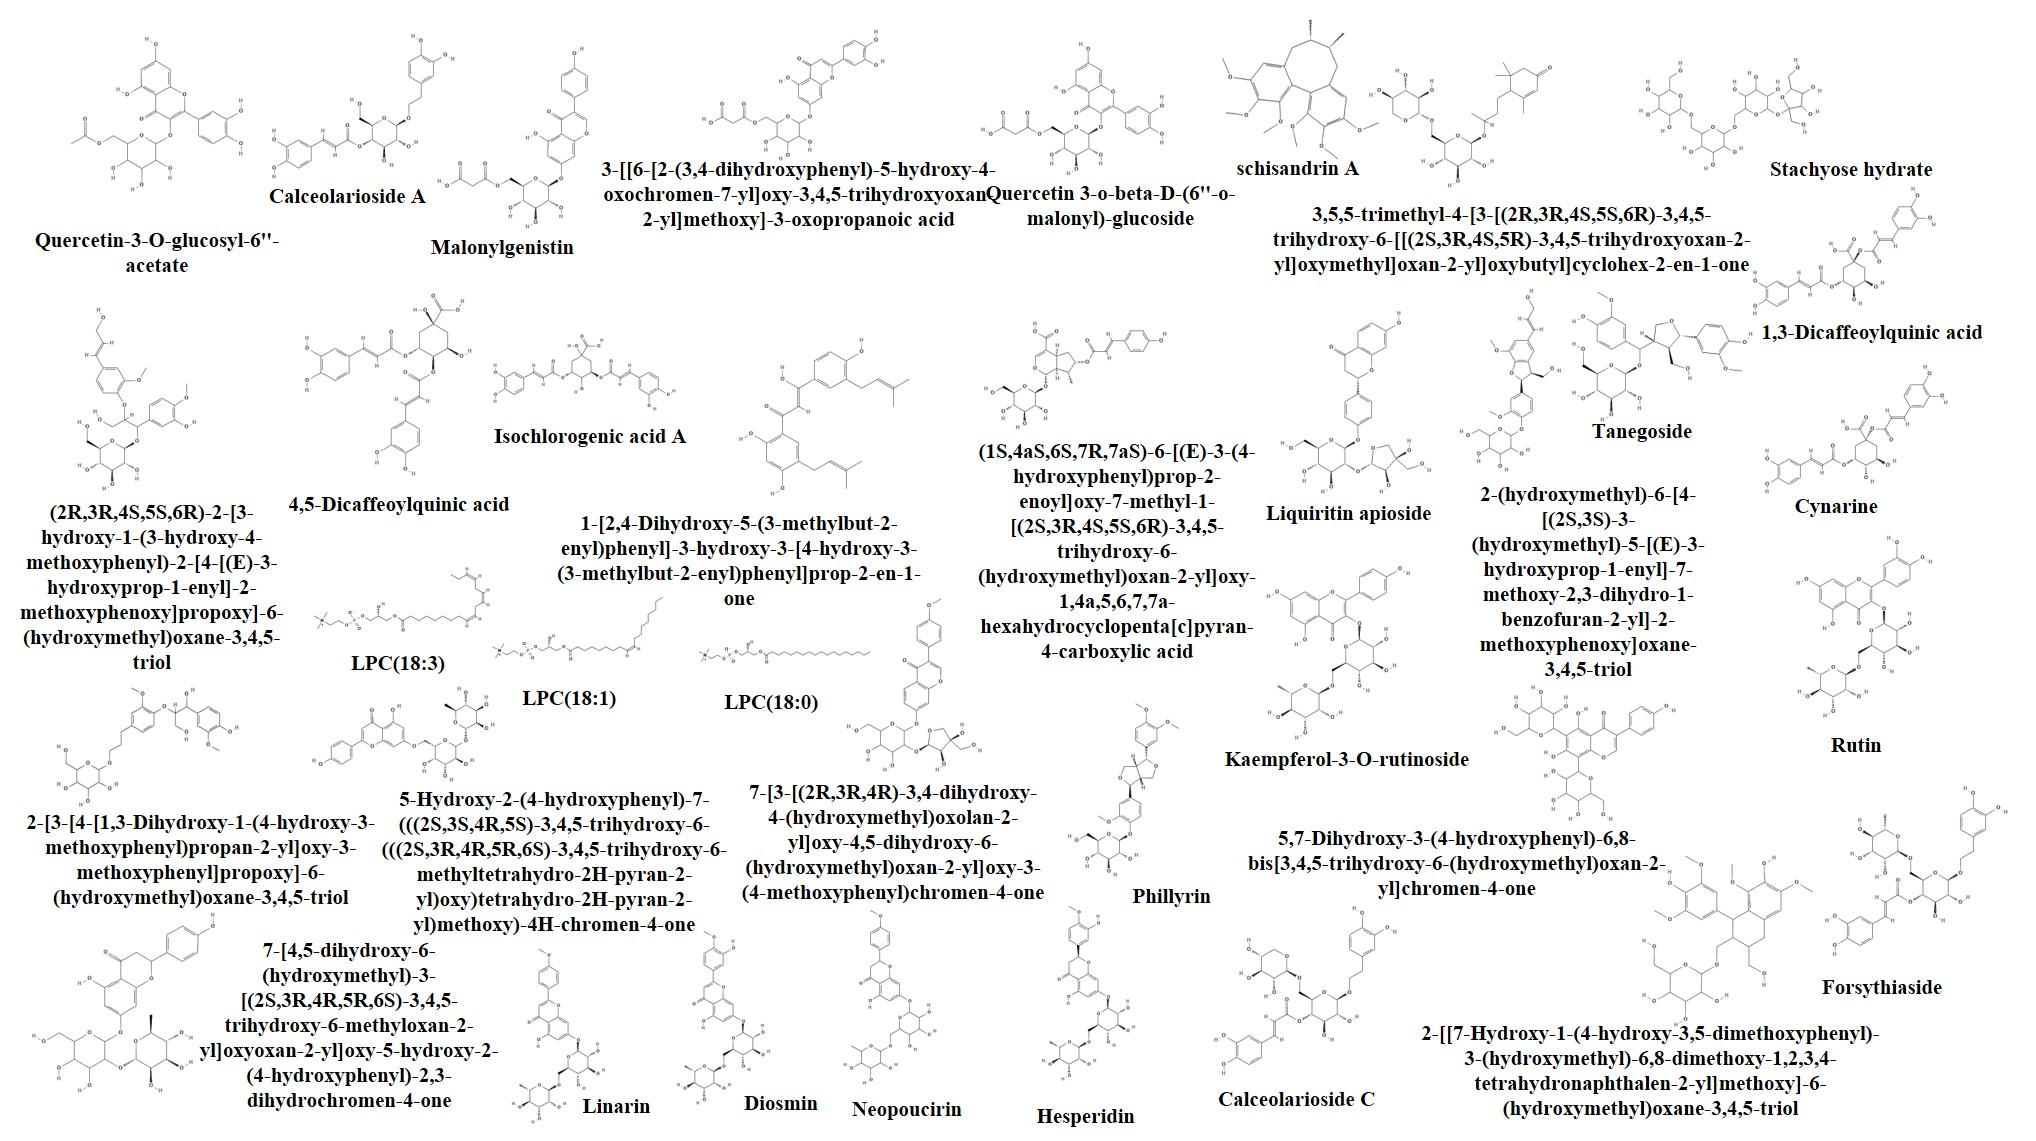 Quercetin-3-O-glucosyl-6''-
acetate
Calceolarioside A
Malonylgenistin
3-[[6-[2-(3,4-dihydroxyphenyl)-5-hydroxy-4-
oxochromen-7-yl]oxy-3,4,5-trihydroxyoxan-
2-yl]methoxy]-3-oxopropanoic acid
Quercetin 3-o-beta-D-(6''-o-
malonyl)-glucoside
schisandrin A
3,5,5-trimethyl-4-[3-[(2R,3R,4S,5S,6R)-3,4,5-
trihydroxy-6-[[(2S,3R,4S,5R)-3,4,5-trihydroxyoxan-2-
yl]oxymethyl]oxan-2-yl]oxybutyl]cyclohex-2-en-1-one
Stachyose hydrate
1,3-Dicaffeoylquinic acid
(2R,3R,4S,5S,6R)-2-[3-
hydroxy-1-(3-hydroxy-4-
methoxyphenyl)-2-[4-[(E)-3-
hydroxyprop-1-enyl]-2-
methoxyphenoxy]propoxy]-6-
(hydroxymethyl)oxane-3,4,5-
triol
4,5-Dicaffeoylquinic acid
Isochlorogenic acid A
1-[2,4-Dihydroxy-5-(3-methylbut-2-
enyl)phenyl]-3-hydroxy-3-[4-hydroxy-3-
(3-methylbut-2-enyl)phenyl]prop-2-en-1-
one
(1S,4aS,6S,7R,7aS)-6-[(E)-3-(4-
hydroxyphenyl)prop-2-
enoyl]oxy-7-methyl-1-
[(2S,3R,4S,5S,6R)-3,4,5-
trihydroxy-6-
(hydroxymethyl)oxan-2-yl]oxy-
1,4a,5,6,7,7a-
hexahydrocyclopenta[c]pyran-
4-carboxylic acid
Liquiritin apioside
Tanegoside
2-(hydroxymethyl)-6-[4-
[(2S,3S)-3-
(hydroxymethyl)-5-[(E)-3-
hydroxyprop-1-enyl]-7-
methoxy-2,3-dihydro-1-
benzofuran-2-yl]-2-
methoxyphenoxy]oxane-
3,4,5-triol
Cynarine
LPC(18:3)
LPC(18:1)
LPC(18:0)
Kaempferol-3-O-rutinoside
Rutin
2-[3-[4-[1,3-Dihydroxy-1-(4-hydroxy-3-
methoxyphenyl)propan-2-yl]oxy-3-
methoxyphenyl]propoxy]-6-
(hydroxymethyl)oxane-3,4,5-triol
5-Hydroxy-2-(4-hydroxyphenyl)-7-
(((2S,3S,4R,5S)-3,4,5-trihydroxy-6-
(((2S,3R,4R,5R,6S)-3,4,5-trihydroxy-6-
methyltetrahydro-2H-pyran-2-
yl)oxy)tetrahydro-2H-pyran-2-
yl)methoxy)-4H-chromen-4-one
7-[3-[(2R,3R,4R)-3,4-dihydroxy-
4-(hydroxymethyl)oxolan-2-
yl]oxy-4,5-dihydroxy-6-
(hydroxymethyl)oxan-2-yl]oxy-3-
(4-methoxyphenyl)chromen-4-one
Phillyrin
5,7-Dihydroxy-3-(4-hydroxyphenyl)-6,8-
bis[3,4,5-trihydroxy-6-(hydroxymethyl)oxan-2-
yl]chromen-4-one
Forsythiaside
7-[4,5-dihydroxy-6-
(hydroxymethyl)-3-
[(2S,3R,4R,5R,6S)-3,4,5-
trihydroxy-6-methyloxan-2-
yl]oxyoxan-2-yl]oxy-5-hydroxy-2-
(4-hydroxyphenyl)-2,3-
dihydrochromen-4-one
Linarin
Diosmin
Neopoucirin
Hesperidin
Calceolarioside C
2-[[7-Hydroxy-1-(4-hydroxy-3,5-dimethoxyphenyl)-
3-(hydroxymethyl)-6,8-dimethoxy-1,2,3,4-
tetrahydronaphthalen-2-yl]methoxy]-6-
(hydroxymethyl)oxane-3,4,5-triol